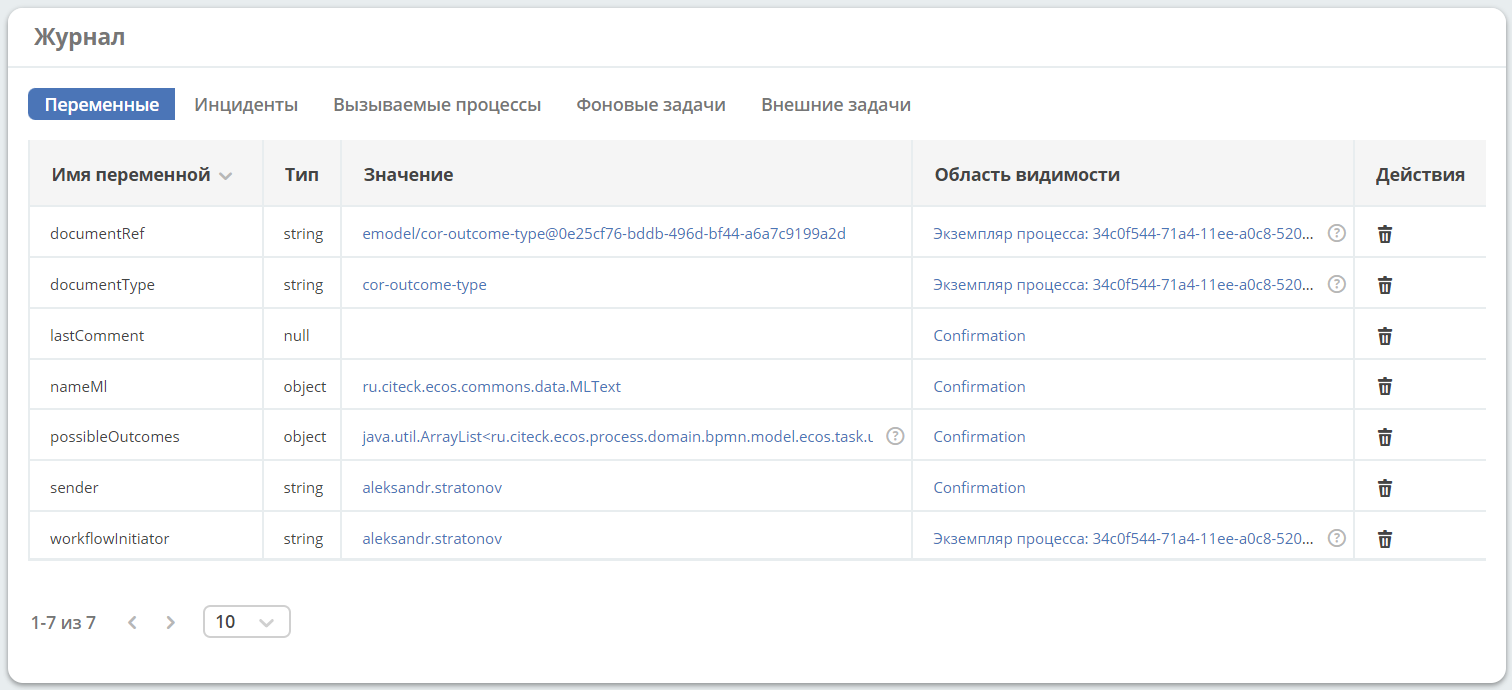 Журнал
Переменные Инциденты Вызываемые процессы Фоновые задачи Внешние задачи
Имя переменной Тип Значение Область видимости Действия
documentRef string emodel/cor-outcome-type@0e25cf76-bddb-496d-bf44-a6a7c9199a2d Экземпляр процесса: 34c0f544-71a4-11ee-a0c8-520... ?
documentType string cor-outcome-type Экземпляр процесса: 34c0f544-71a4-11ee-a0c8-520... ?
lastComment null Confirmation
nameMl object ru.citeck.ecos.commons.data.MLText Confirmation
possibleOutcomes object java.util.ArrayList<ru.citeck.ecos.process.domain.bpmn.model.ecos.task.u ? Confirmation
sender string aleksandr.stratonov Confirmation
workflowInitiator string aleksandr.stratonov Экземпляр процесса: 34c0f544-71a4-11ee-a0c8-520... ?
1-7 из 7 10